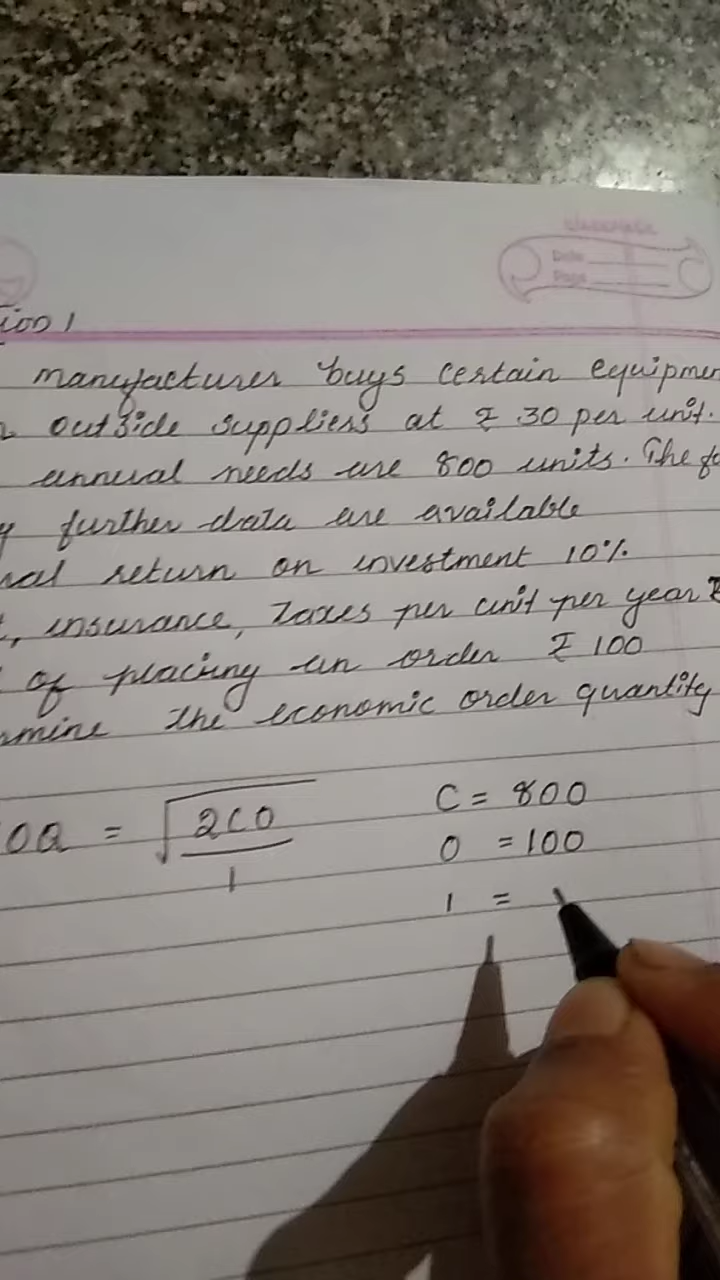 manufacturer buys certain equipmen
outside suppliers at ₹ 30 per unit.
annual needs are 800 units. The fo
further data are available
return on investment 10%
, insurance, Taxes per unit per year ₹
of placing an order ₹ 100
the economic order quantity
OQ = √2CO/I
C = 800
O = 100
I =
Date
Page